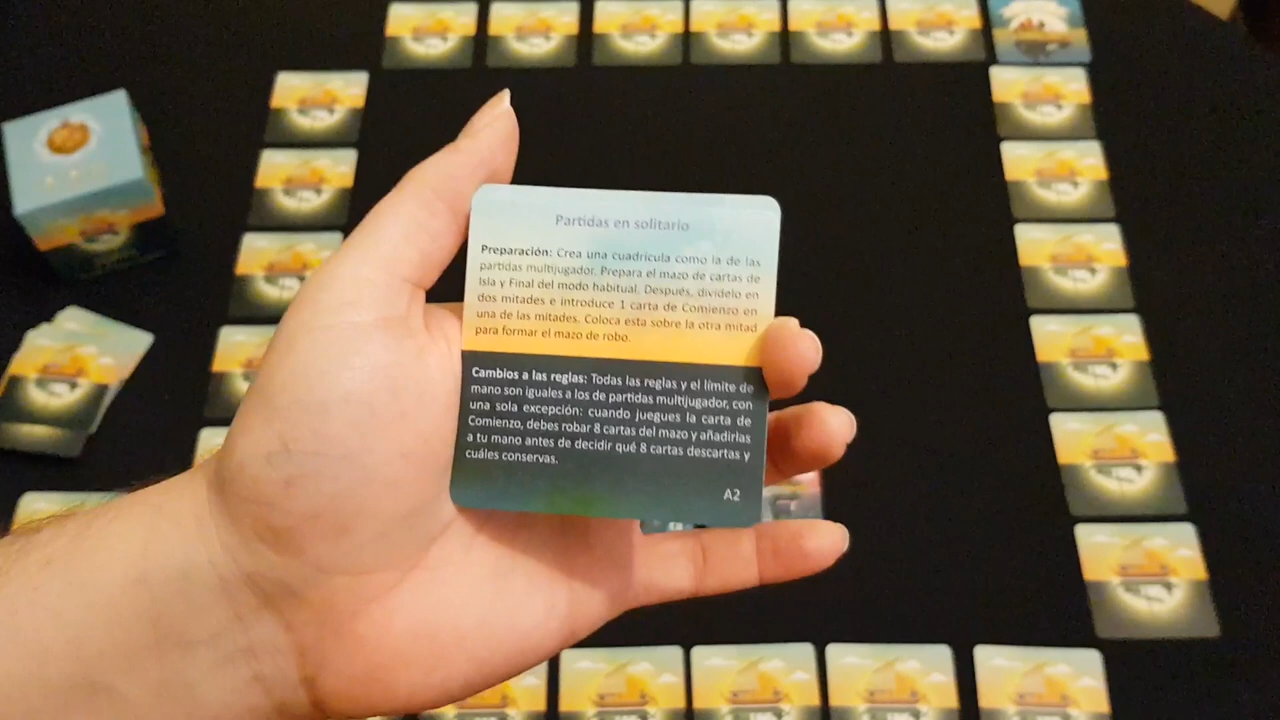 Partidas en solitario
Preparación: Crea una cuadrícula como la de las
partidas multijugador. Prepara el mazo de cartas de
Isla y Final del modo habitual. Después, divídelo en
dos mitades e introduce 1 carta de Comienzo en
una de las mitades. Coloca esta sobre la otra mitad
para formar el mazo de robo.
Cambios a las reglas: Todas las reglas y el límite de
mano son iguales a los de partidas multijugador, con
una sola excepción: cuando juegues la carta de
Comienzo, debes robar 8 cartas del mazo y añadirlas
a tu mano antes de decidir qué 8 cartas descartas y
cuáles conservas.
A2